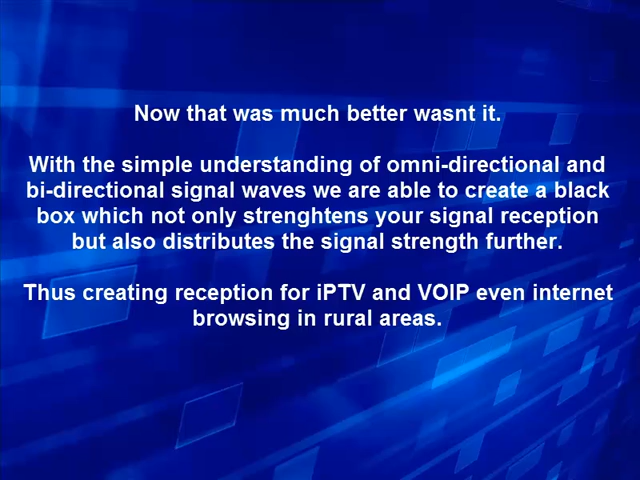 Now that was much better wasnt it.
With the simple understanding of omni-directional and
bi-directional signal waves we are able to create a black
box which not only strenghtens your signal reception
but also distributes the signal strength further.
Thus creating reception for iPTV and VOIP even internet
browsing in rural areas.